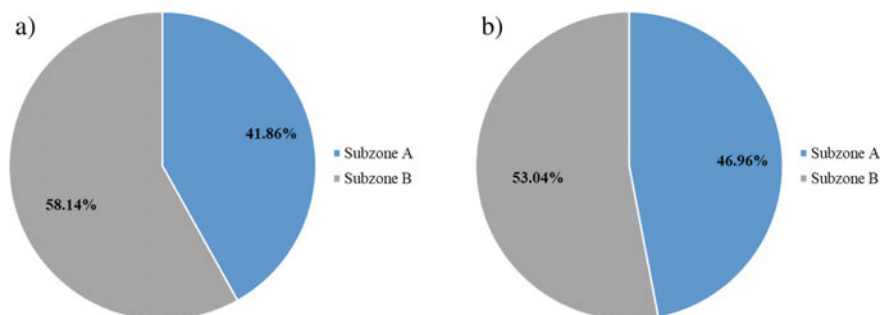 a)
41.86%
58.14%
Subzone A
Subzone B
b)
46.96%
53.04%
Subzone A
Subzone B